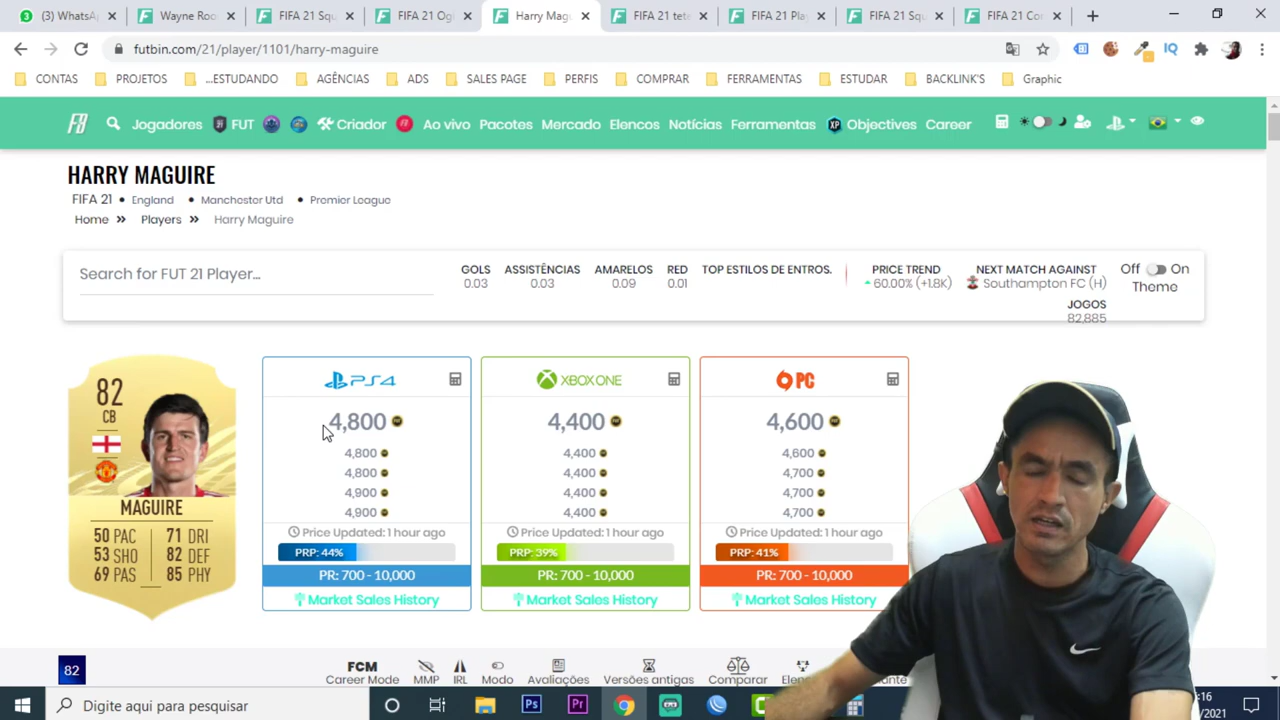 (3) WhatsA
Wayne Roo
FIFA 21 Squ
FIFA 21 Ogi
Harry Mag
FIFA 21 tet
FIFA 21 Pla
FIFA 21 Squ
FIFA 21 Co
futbin.com/21/player/1101/harry-maguire
IQ
CONTAS
PROJETOS
...ESTUDANDO
AGÊNCIAS
ADS
SALES PAGE
PERFIS
COMPRAR
FERRAMENTAS
ESTUDAR
BACKLINK'S
Graphic
Jogadores
FUT
Criador
Ao vivo
Pacotes
Mercado
Elencos
Notícias
Ferramentas
XP
Objectives
Career
HARRY MAGUIRE
FIFA 21 • England • Manchester Utd • Premier League
Home » Players » Harry Maguire
Search for FUT 21 Player...
GOLS
0.03
ASSISTÊNCIAS
0.03
AMARELOS
0.09
RED
0.01
TOP ESTILOS DE ENTROS.
PRICE TREND
60.00% (+1.8K)
NEXT MATCH AGAINST
Southampton FC (H)
JOGOS
82,885
Off On
Theme
82
CB
MAGUIRE
50 PAC 71 DRI
53 SHO 82 DEF
69 PAS 85 PHY
PS4
4,800
4,800
4,800
4,900
4,900
Price Updated: 1 hour ago
PRP: 44%
PR: 700 - 10,000
Market Sales History
XBOX ONE
4,400
4,400
4,400
4,400
4,400
Price Updated: 1 hour ago
PRP: 39%
PR: 700 - 10,000
Market Sales History
PC
4,600
4,600
4,700
4,700
4,700
Price Updated: 1 hour ago
PRP: 41%
PR: 700 - 10,000
Market Sales History
82
FCM
Career Mode
MMP
IRL
Modo
Avaliações
Versões antigas
Comparar
Digite aqui para pesquisar
Ps
Pr